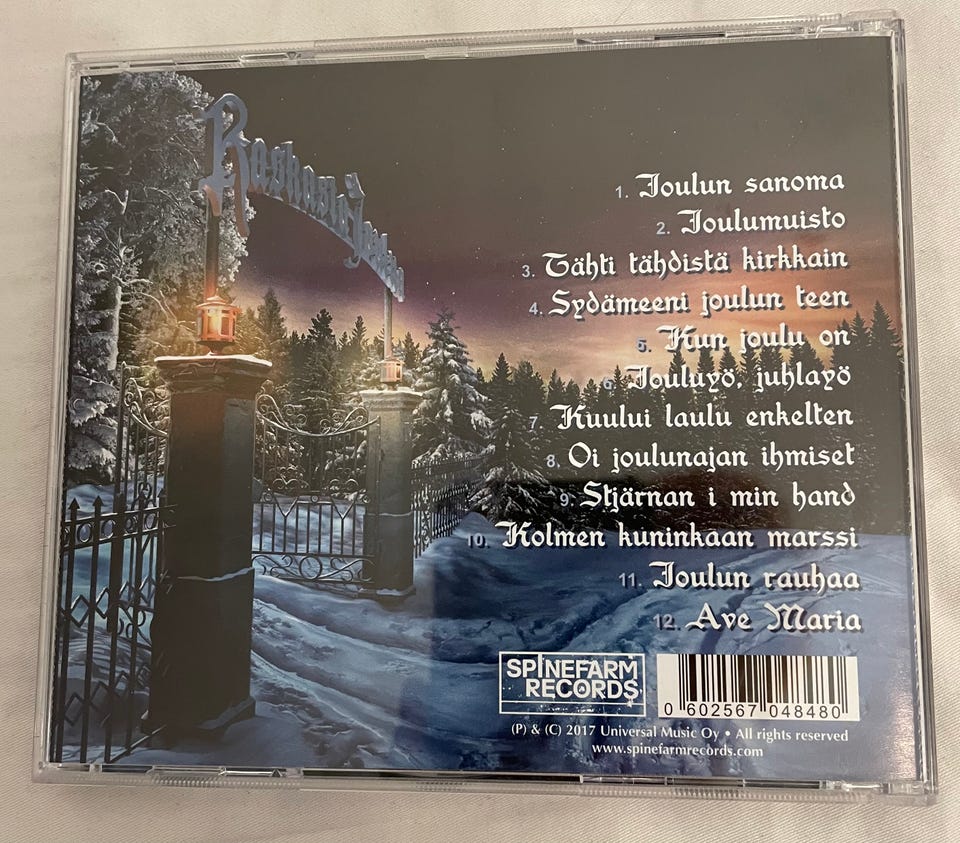 Raskasta Joulua
1. Joulun sanoma
2. Joulumuisto
3. Tähti tähdistä kirkkain
4. Sydämeeni joulun teen
5. Kun joulu on
6. Jouluyö, juhlayö
7. Kuului laulu enkelten
8. Oi joulunajan ihmiset
9. Stjärnan i min hand
10. Kolmen kuninkaan marssi
11. Joulun rauhaa
12. Ave Maria
SPINEFARM
RECORDS
0 602567 048480
(P) & (C) 2017 Universal Music Oy • All rights reserved
www.spinefarmrecords.com